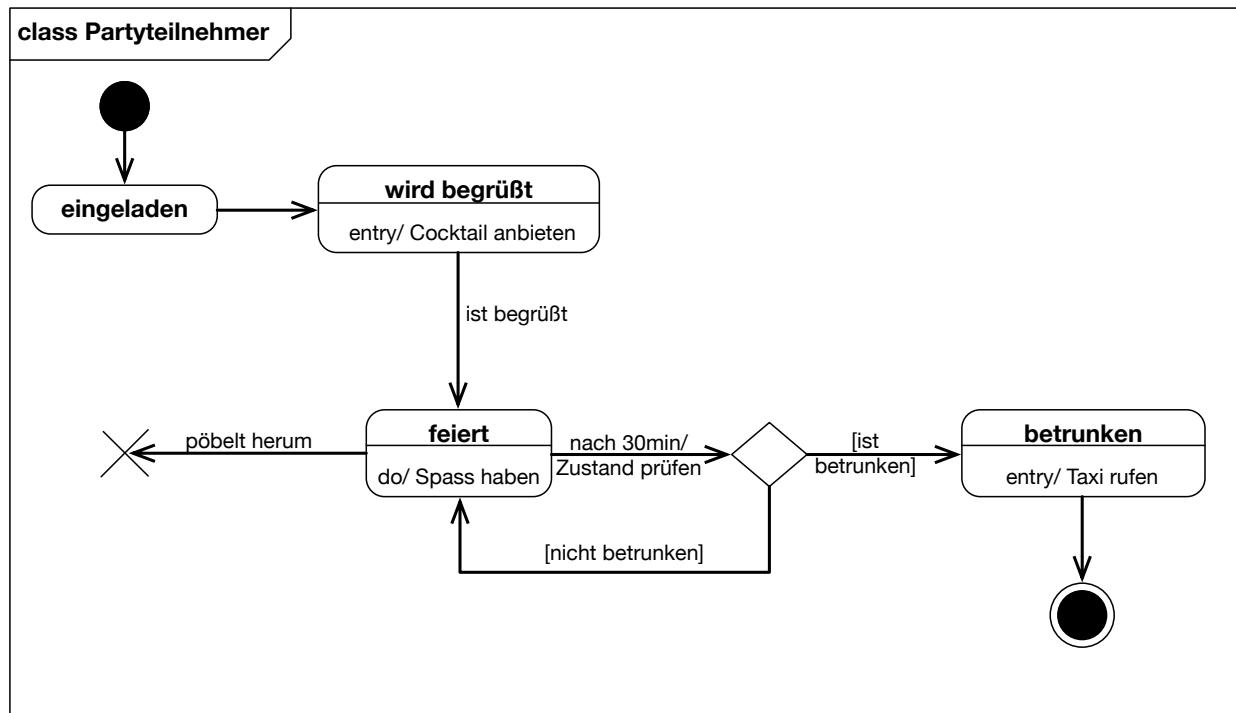 class Partyteilnehmer
eingeladen
wird begrüßt
entry/ Cocktail anbieten
ist begrüßt
pöbelt herum
feiert
do/ Spass haben
nach 30min/
Zustand prüfen
[ist
betrunken]
betrunken
entry/ Taxi rufen
[nicht betrunken]